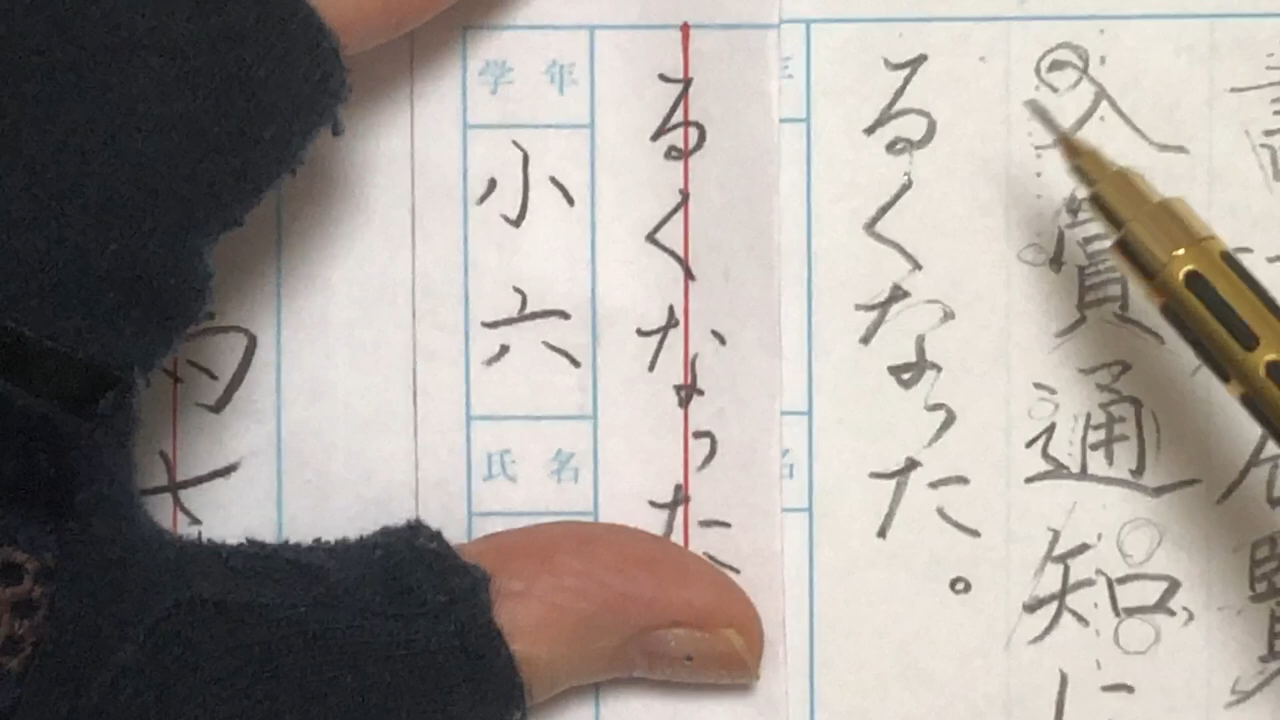 入賞通知に
るくなった。
るくなった
学年
小六
氏名